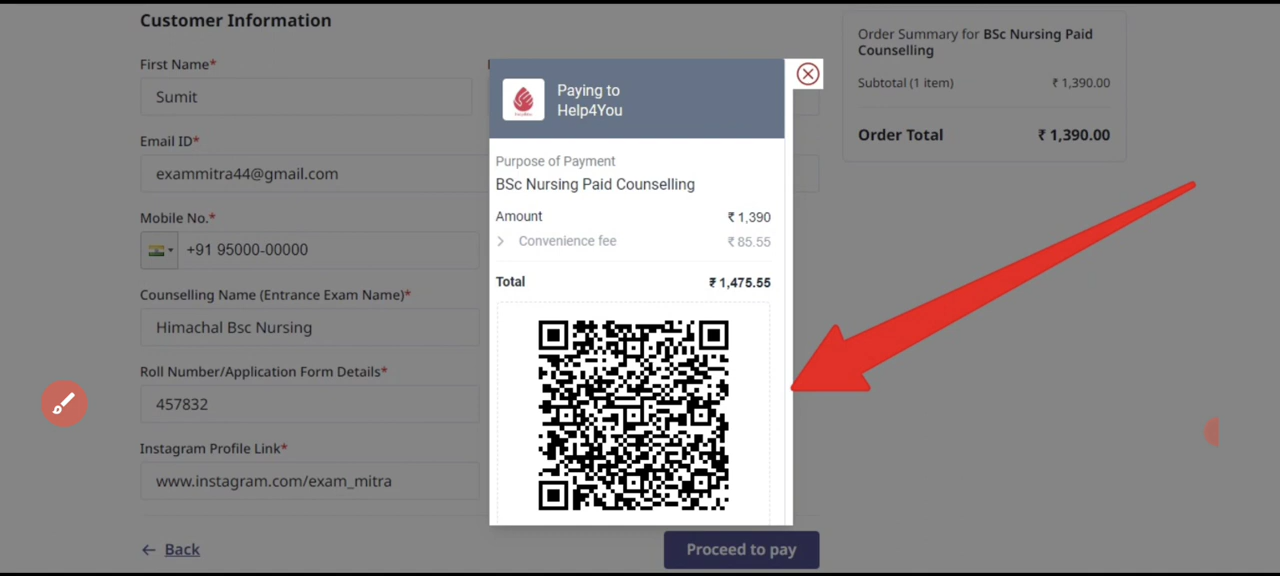 Customer Information
First Name*
Sumit
Email ID*
exammitra44@gmail.com
Mobile No.*
+91 95000-00000
Counselling Name (Entrance Exam Name)*
Himachal Bsc Nursing
Roll Number/Application Form Details*
457832
Instagram Profile Link*
www.instagram.com/exam_mitra
Back
Proceed to pay
Paying to
Help4You
Purpose of Payment
BSc Nursing Paid Counselling
Amount ₹ 1,390
Convenience fee ₹ 85.55
Total ₹ 1,475.55
Order Summary for BSc Nursing Paid
Counselling
Subtotal (1 item) ₹ 1,390.00
Order Total ₹ 1,390.00